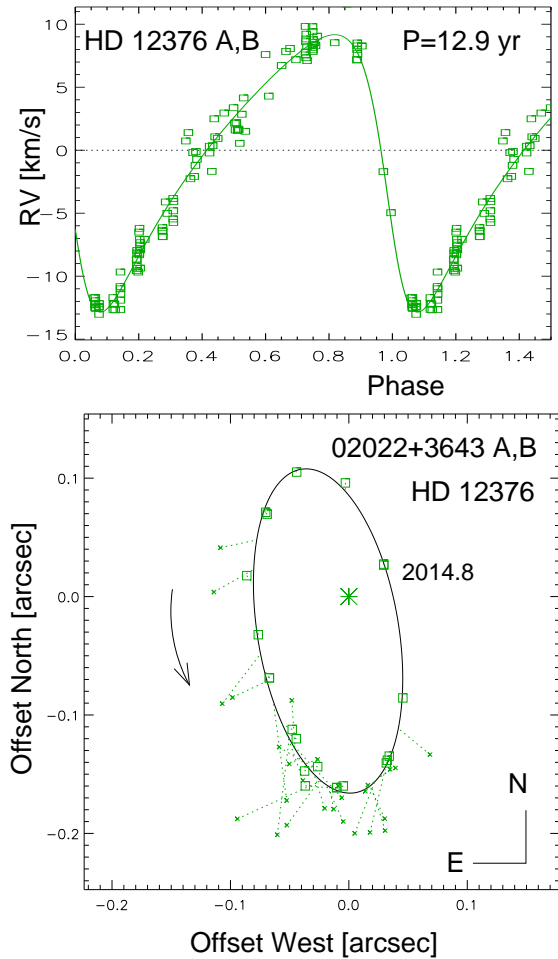 HD 12376 A,B
P=12.9 yr
10
5
0
−5
−10
−15
RV [km/s]
0.0 0.2 0.4 0.6 0.8 1.0 1.2 1.4
Phase
02022+3643 A,B
HD 12376
2014.8
0.1
0.0
−0.1
−0.2
Offset North [arcsec]
N
E
−0.2 −0.1 0.0 0.1
Offset West [arcsec]